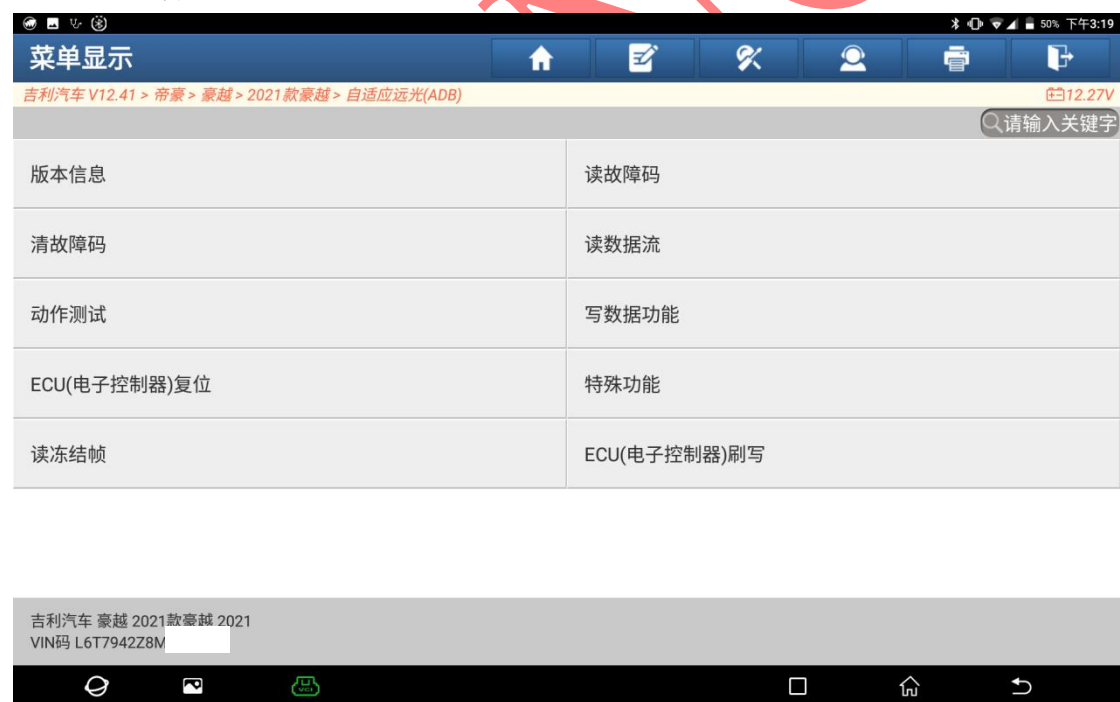 50% 下午3:19
菜单显示
吉利汽车 V12.41 > 帝豪 > 豪越 > 2021款豪越 > 自适应远光(ADB)
12.27V
请输入关键字
版本信息
读故障码
清故障码
读数据流
动作测试
写数据功能
ECU(电子控制器)复位
特殊功能
读冻结帧
ECU(电子控制器)刷写
吉利汽车 豪越 2021款豪越 2021
VIN码 L6T7942Z8M
VCI